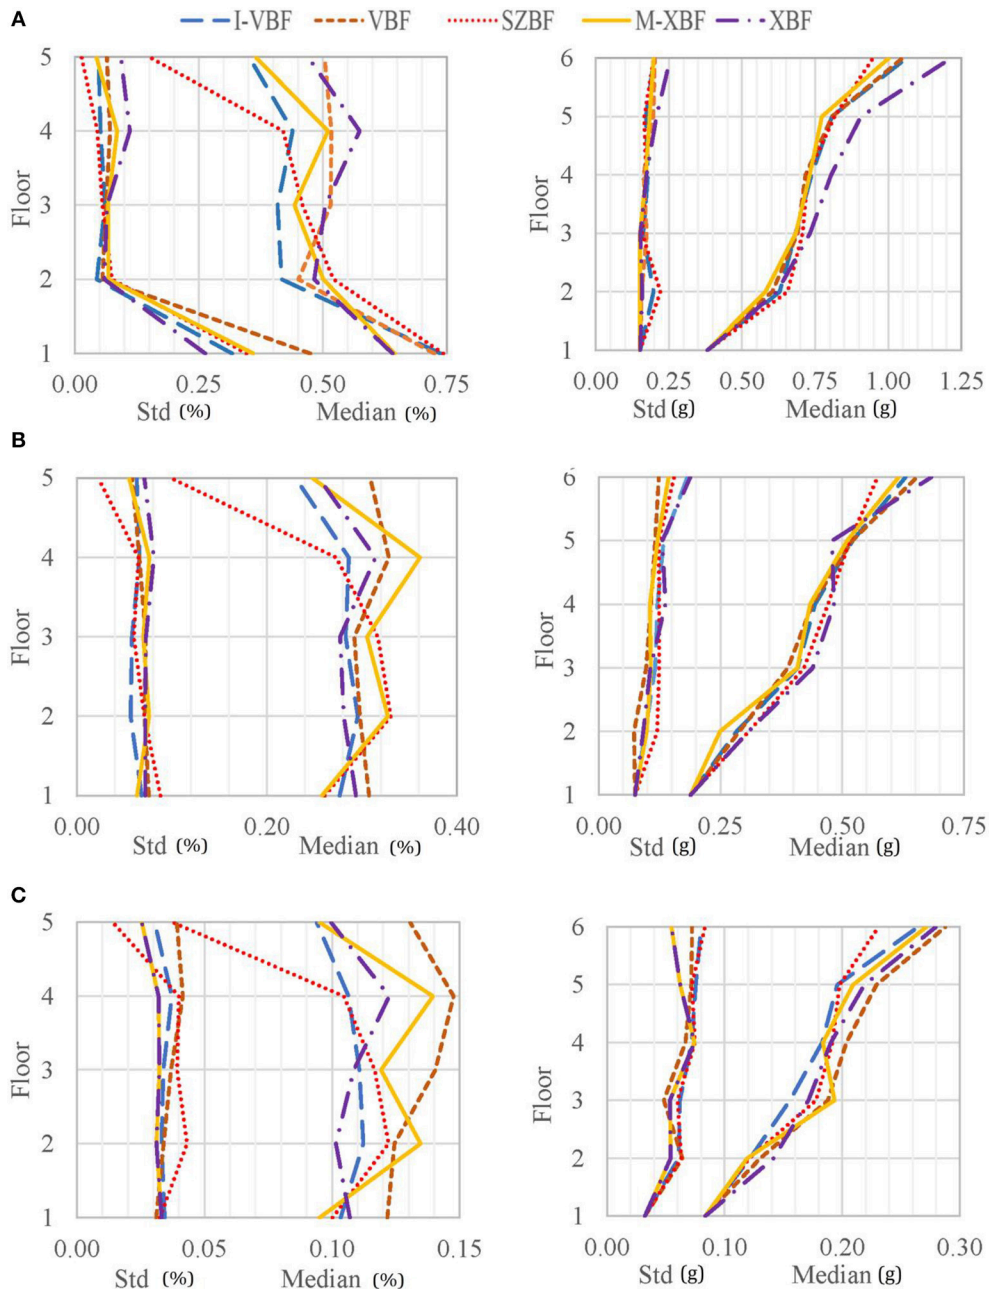 A
I-VBF VBF SZBF M-XBF XBF
5
4
3
2
1
Floor
0.00 0.25 0.50 0.75
Std (%) Median (%)
6
5
4
3
2
1
Floor
0.00 0.25 0.50 0.75 1.00 1.25
Std (g) Median (g)
B
5
4
3
2
1
Floor
0.00 0.20 0.40
Std (%) Median (%)
6
5
4
3
2
1
Floor
0.00 0.25 0.50 0.75
Std (g) Median (g)
C
5
4
3
2
1
Floor
0.00 0.05 0.10 0.15
Std (%) Median (%)
6
5
4
3
2
1
Floor
0.00 0.10 0.20 0.30
Std (g) Median (g)